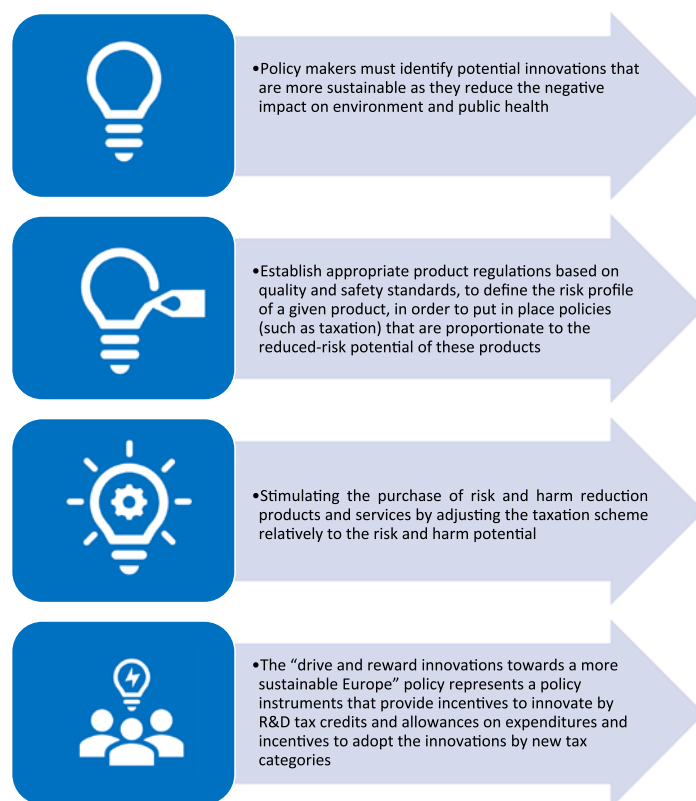 •Policy makers must identify potential innovations that
are more sustainable as they reduce the negative
impact on environment and public health
•Establish appropriate product regulations based on
quality and safety standards, to define the risk profile
of a given product, in order to put in place policies
(such as taxation) that are proportionate to the
reduced-risk potential of these products
•Stimulating the purchase of risk and harm reduction
products and services by adjusting the taxation scheme
relatively to the risk and harm potential
•The “drive and reward innovations towards a more
sustainable Europe” policy represents a policy
instruments that provide incentives to innovate by
R&D tax credits and allowances on expenditures and
incentives to adopt the innovations by new tax
categories